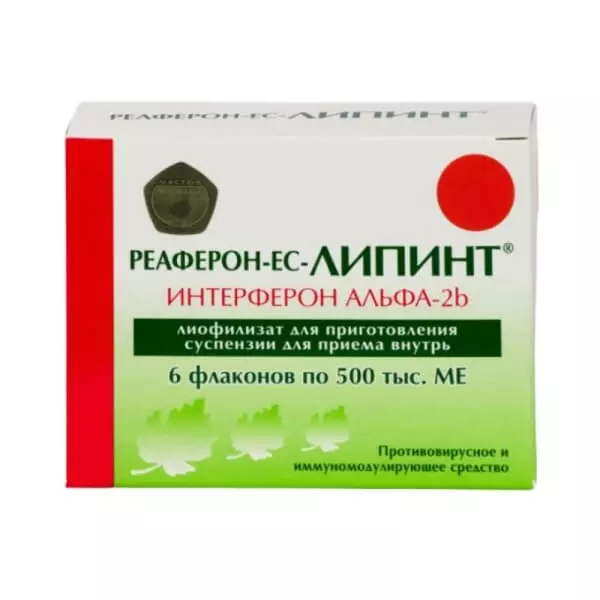 РЕАФЕРОН-ЕС-ЛИПИНТ®
РЕАФЕРОН-ЕС-ЛИПИНТ®
ИНТЕРФЕРОН АЛЬФА-2b
лиофилизат для приготовления
суспензии для приема внутрь
6 флаконов по 500 тыс. МЕ
Противовирусное и
иммуномодулирующее средство